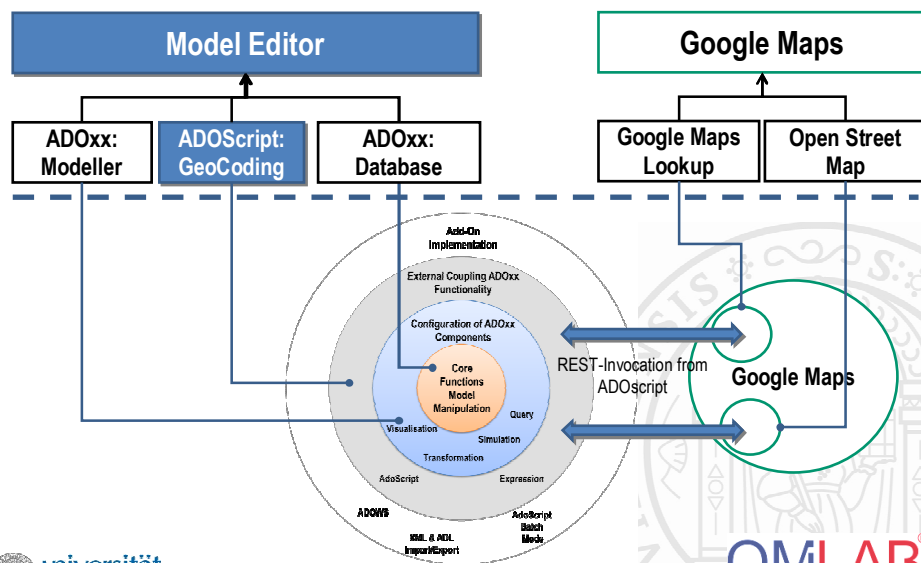 Model Editor
Google Maps
ADOxx:
Modeller
ADOScript:
GeoCoding
ADOxx:
Database
Google Maps
Lookup
Open Street
Map
Add-On
Implementation
External Coupling ADOxx
Functionality
Configuration of ADOxx
Components
Core
Functions
Model
Manipulation
Query
Visualisation
Simulation
Transformation
AdoScript
Expression
ADOWS
XML & ADL
Import/Export
AdoScript
Batch
Mode
REST-Invocation from
ADOscript
Google Maps
universität
OMILAB